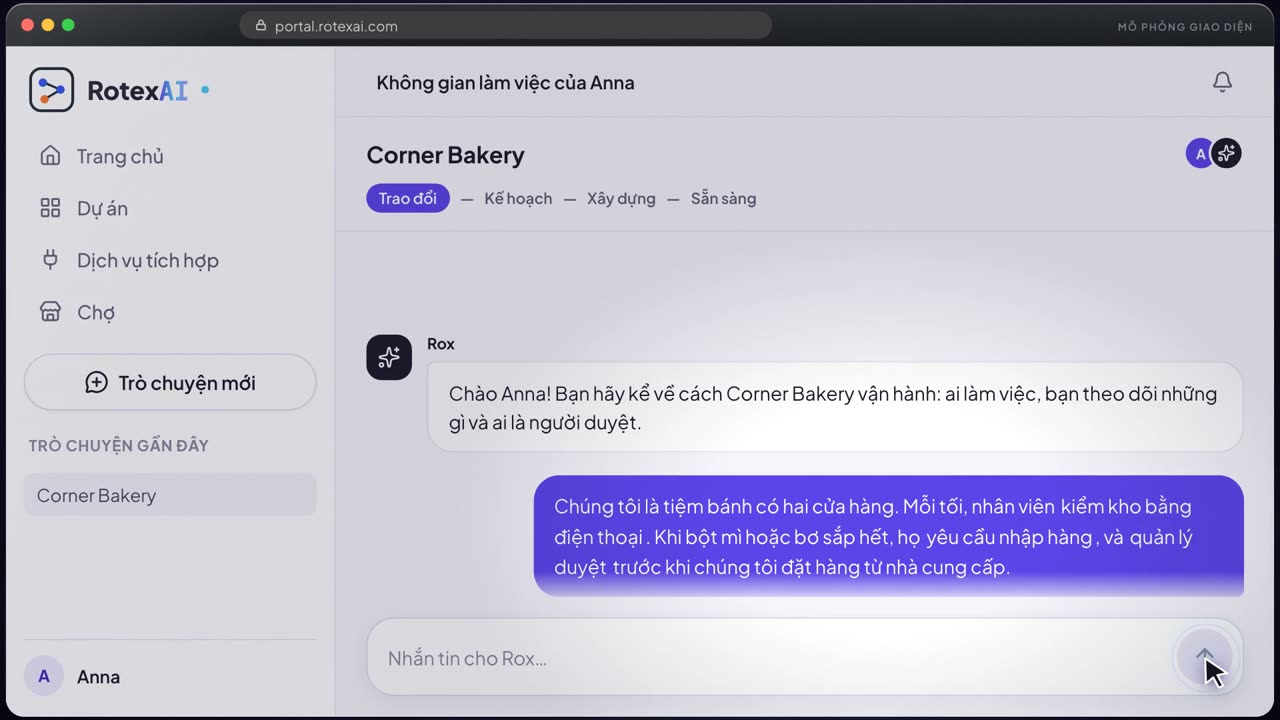 portal.rotexai.com
MÔ PHỎNG GIAO DIỆN
RotexAI
Trang chủ
Dự án
Dịch vụ tích hợp
Chợ
Trò chuyện mới
TRÒ CHUYỆN GẦN ĐÂY
Corner Bakery
A
Anna
Không gian làm việc của Anna
Corner Bakery
A
Trao đổi — Kế hoạch — Xây dựng — Sẵn sàng
Rox
Chào Anna! Bạn hãy kể về cách Corner Bakery vận hành: ai làm việc, bạn theo dõi những
gì và ai là người duyệt.
Chúng tôi là tiệm bánh có hai cửa hàng. Mỗi tối, nhân viên kiểm kho bằng
điện thoại . Khi bột mì hoặc bơ sắp hết, họ yêu cầu nhập hàng , và quản lý
duyệt trước khi chúng tôi đặt hàng từ nhà cung cấp.
Nhắn tin cho Rox...